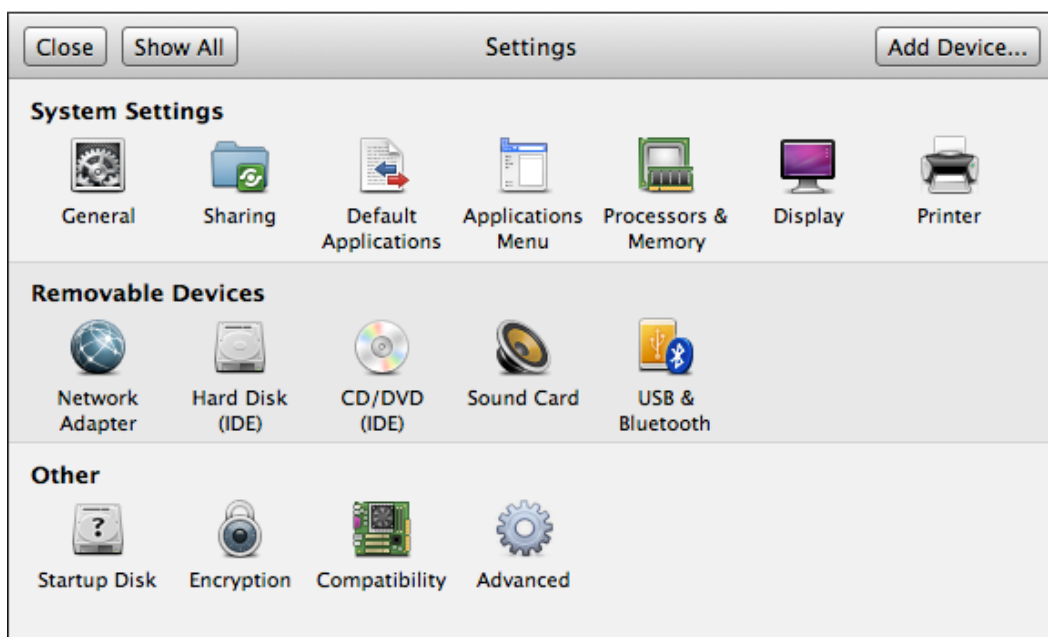 Close Show All Settings Add Device...
System Settings
General Sharing Default Applications Applications Menu Processors & Memory Display Printer
Removable Devices
Network Adapter Hard Disk (IDE) CD/DVD (IDE) Sound Card USB & Bluetooth
Other
?
Startup Disk Encryption Compatibility Advanced